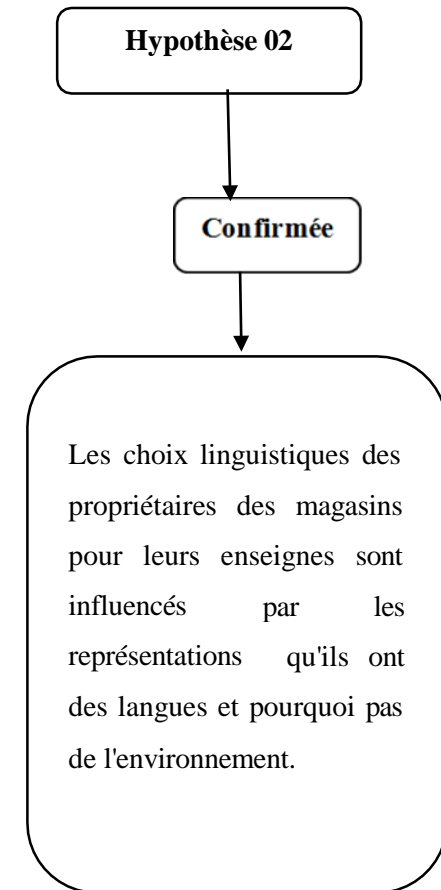 Hypothèse 02
Confirmée
Les choix linguistiques des
propriétaires des magasins
pour leurs enseignes sont
influencés par les
représentations qu'ils ont
des langues et pourquoi pas
de l'environnement.